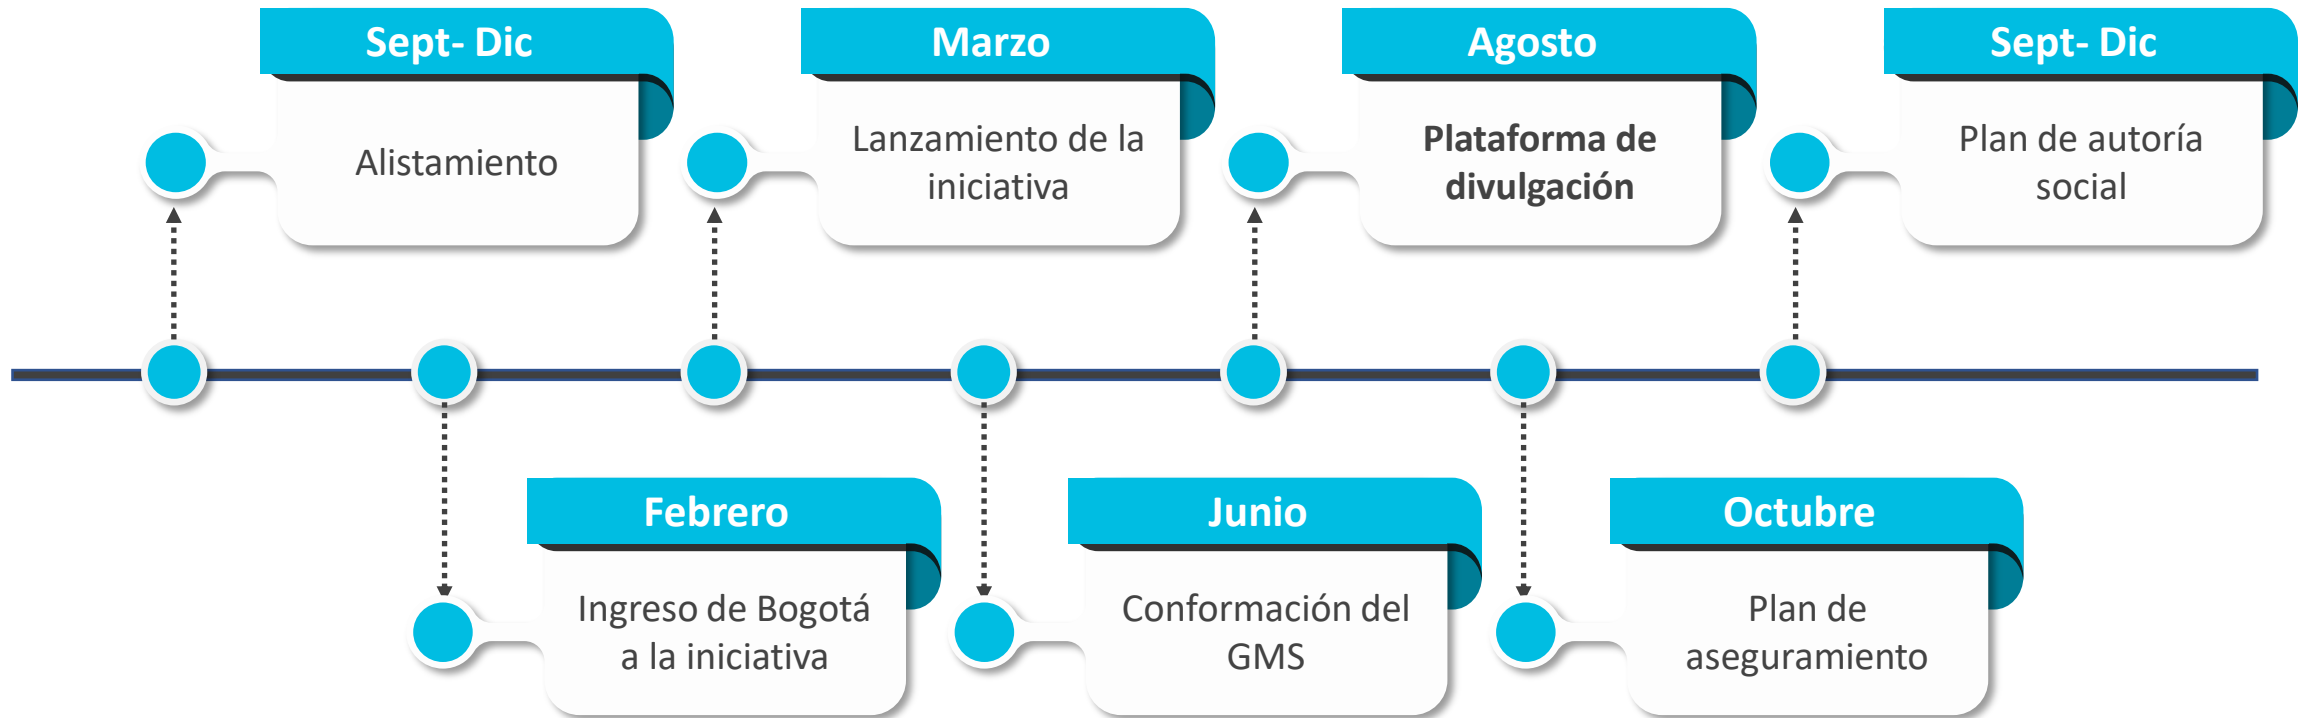 Sept- Dic
Alistamiento
Marzo
Lanzamiento de la
iniciativa
Agosto
Plataforma de
divulgación
Sept- Dic
Plan de autoría
social
Febrero
Ingreso de Bogotá
a la iniciativa
Junio
Conformación del
GMS
Octubre
Plan de
aseguramiento